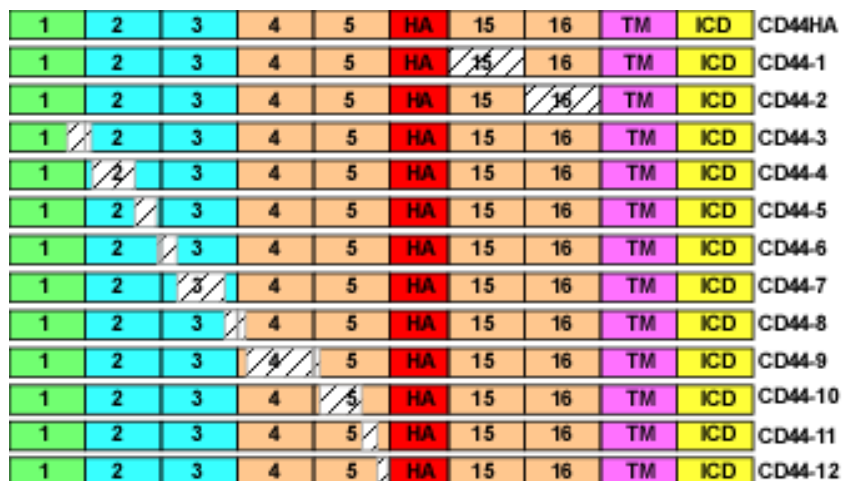 1 2 3 4 5 HA 15 16 TM ICD CD44HA
1 2 3 4 5 HA 15 16 TM ICD CD44-1
1 2 3 4 5 HA 15 16 TM ICD CD44-2
1 2 3 4 5 HA 15 16 TM ICD CD44-3
1 2 3 4 5 HA 15 16 TM ICD CD44-4
1 2 3 4 5 HA 15 16 TM ICD CD44-5
1 2 3 4 5 HA 15 16 TM ICD CD44-6
1 2 3 4 5 HA 15 16 TM ICD CD44-7
1 2 3 4 5 HA 15 16 TM ICD CD44-8
1 2 3 4 5 HA 15 16 TM ICD CD44-9
1 2 3 4 5 HA 15 16 TM ICD CD44-10
1 2 3 4 5 HA 15 16 TM ICD CD44-11
1 2 3 4 5 HA 15 16 TM ICD CD44-12